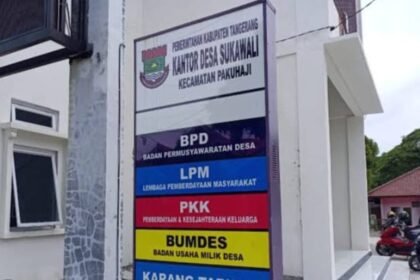 PEMERINTAHAN KABUPATEN TANGERANG
KANTOR DESA SUKAWALI
KECAMATAN PAKUHAJI
BPD
BADAN PERMUSYAWARATAN DESA
LPM
LEMBAGA PEMBERDAYAAN MASYARAKAT
PKK
PEMBERDAYAAN & KESEJAHTERAAN KELUARGA
BUMDES
BADAN USAHA MILIK DESA
KARANG